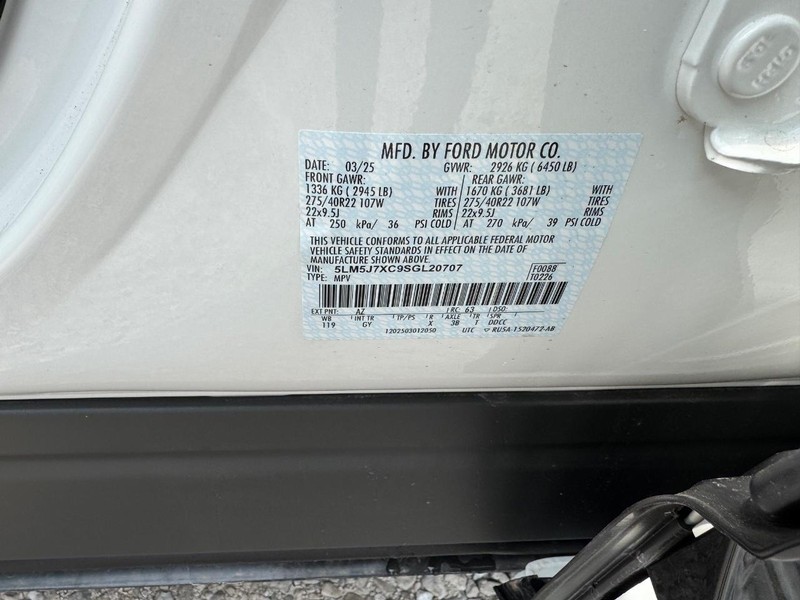 MFD. BY FORD MOTOR CO.
DATE: 03/25 GVWR: 2926 KG ( 6450 LB)
FRONT GAWR: REAR GAWR:
1336 KG ( 2945 LB) WITH 1670 KG ( 3681 LB) WITH
275/40R22 107W TIRES 275/40R22 107W TIRES
22x9.5J RIMS 22x9.5J RIMS
AT 250 kPa/ 36 PSI COLD AT 270 kPa/ 39 PSI COLD
THIS VEHICLE CONFORMS TO ALL APPLICABLE FEDERAL MOTOR
VEHICLE SAFETY STANDARDS IN EFFECT ON THE DATE OF
MANUFACTURE SHOWN ABOVE.
VIN: 5LM5J7XC9SGL20707 F0088
TYPE: MPV T0226
EXT PNT: AZ RC: 63 DSO:
WB INT TR TP/PS R AXLE TR SPR
119 GY X 3B T DDCC
1202503012050 UTC RUSA-1520472-AB